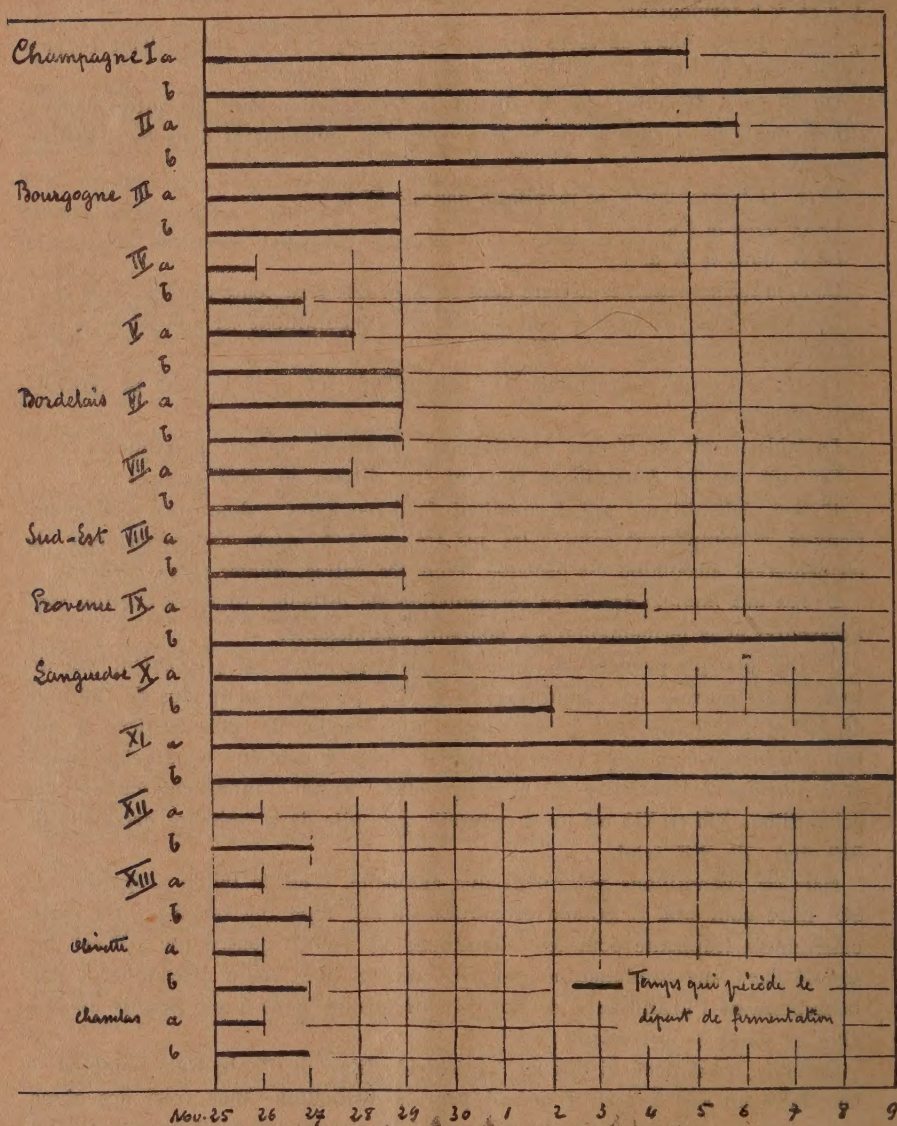 Champagne I a
b
II a
b
Bourgogne III a
b
IV a
b
V a
b
Bordelais VI a
b
VII a
b
Sud-Est VIII a
b
Provence IX a
b
Languedoc X a
b
XI a
b
XII a
b
XIII a
b
Olivette a
b
Temps qui précède le
Chasselas a
départ de fermentation
b
Nov. 25 26 27 28 29 30 1 2 3 4 5 6 7 8 9